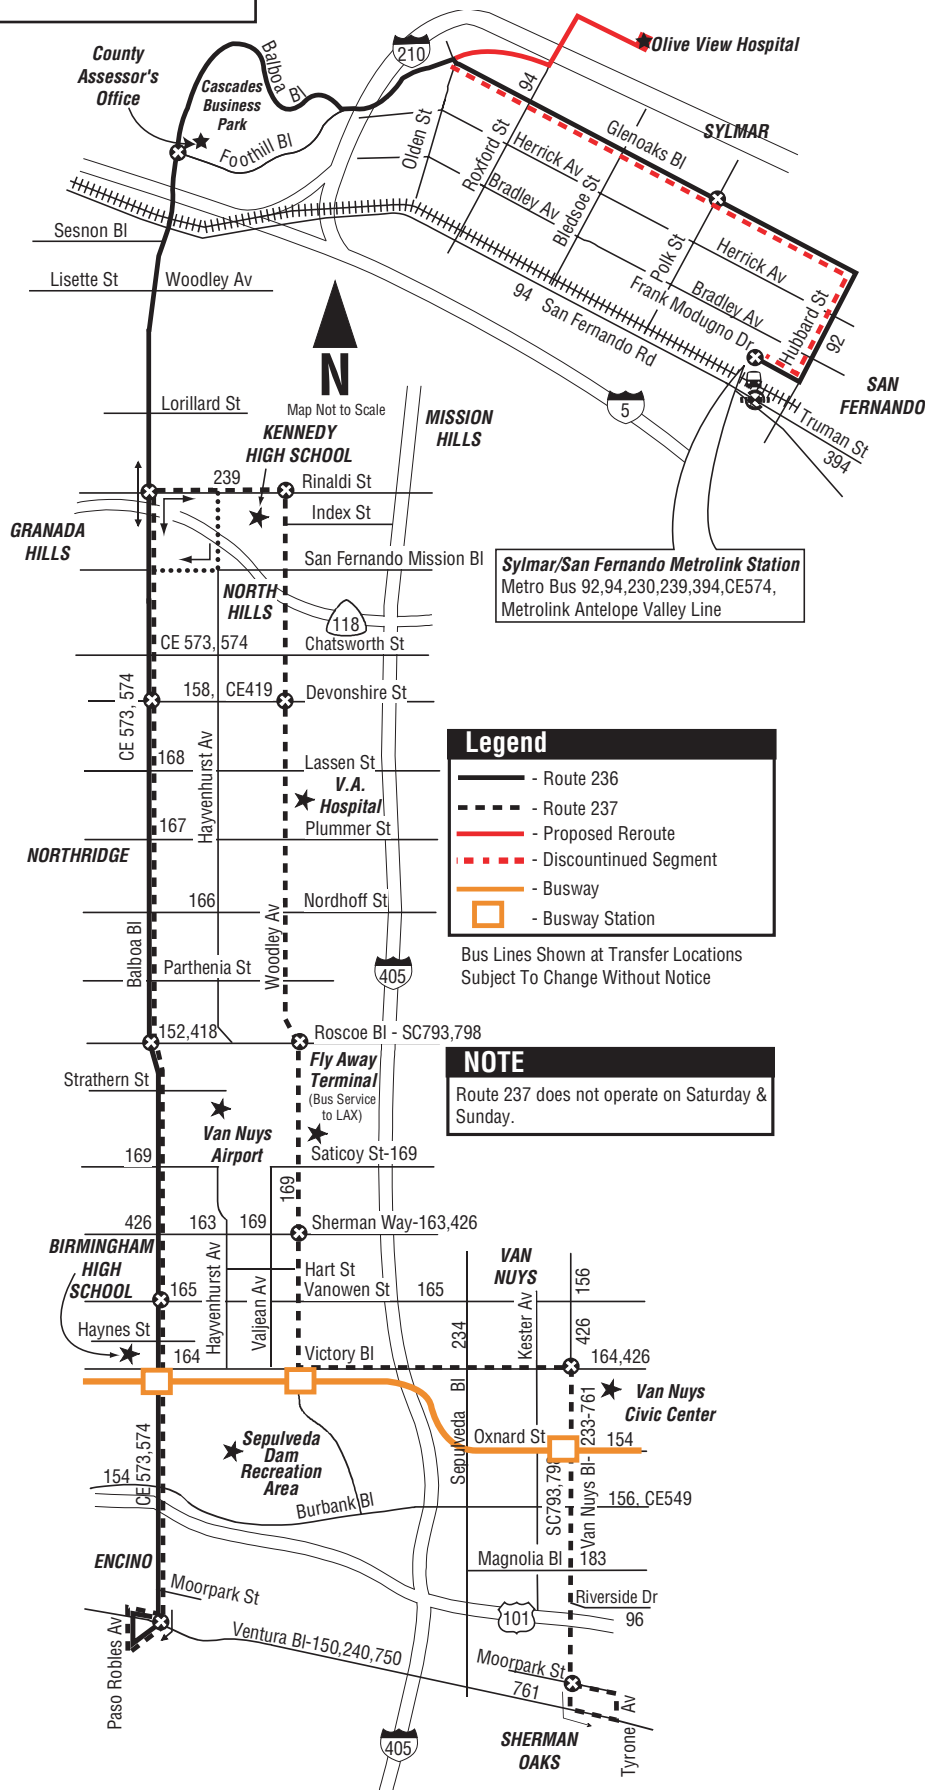 County
Assessor's
Office
Balboa Bl
Cascades
Business
Park
Foothill Bl
210
Olive View Hospital
94
SYLMAR
Olden St
Roxford St
Herrick Av
Glenoaks Bl
Bradley Av
Bledsoe St
Polk St
Herrick Av
Bradley Av
Frank Modugno Dr
Hubbard St
92
94
San Fernando Rd
SAN
FERNANDO
Truman St
394
5
Sesnon Bl
Lisette St
Woodley Av
N
Map Not to Scale
Lorillard St
MISSION
HILLS
KENNEDY
HIGH SCHOOL
239
Rinaldi St
Index St
GRANADA
HILLS
San Fernando Mission Bl
NORTH
HILLS
118
Sylmar/San Fernando Metrolink Station
Metro Bus 92,94,230,239,394,CE574,
Metrolink Antelope Valley Line
CE 573, 574
Chatsworth St
CE 573, 574
158, CE419
Devonshire St
Hayvenhurst Av
168
Lassen St
V.A.
Hospital
167
Plummer St
NORTHRIDGE
166
Nordhoff St
Balboa Bl
Woodley Av
Parthenia St
405
152,418
Roscoe Bl - SC793,798
Legend
- Route 236
- Route 237
- Proposed Reroute
- Discountinued Segment
- Busway
- Busway Station
Bus Lines Shown at Transfer Locations
Subject To Change Without Notice
NOTE
Route 237 does not operate on Saturday &
Sunday.
Strathern St
Fly Away
Terminal
(Bus Service
to LAX)
Van Nuys
Airport
169
Saticoy St-169
169
426
163
169
Sherman Way-163,426
BIRMINGHAM
HIGH
SCHOOL
Hayvenhurst Av
Valjean Av
Hart St
165
Vanowen St
165
VAN
NUYS
156
Kester Av
234
426
Haynes St
164
Victory Bl
164,426
Sepulveda Bl
Van Nuys
Civic Center
Oxnard St
154
Sepulveda
Dam
Recreation
Area
CE 573,574
154
Burbank Bl
SC793,798
Van Nuys Bl- 233-761
156, CE549
ENCINO
Magnolia Bl
183
Moorpark St
Riverside Dr
96
101
Paso Robles Av
Ventura Bl-150,240,750
Moorpark St
761
Tyrone Av
SHERMAN
OAKS
405